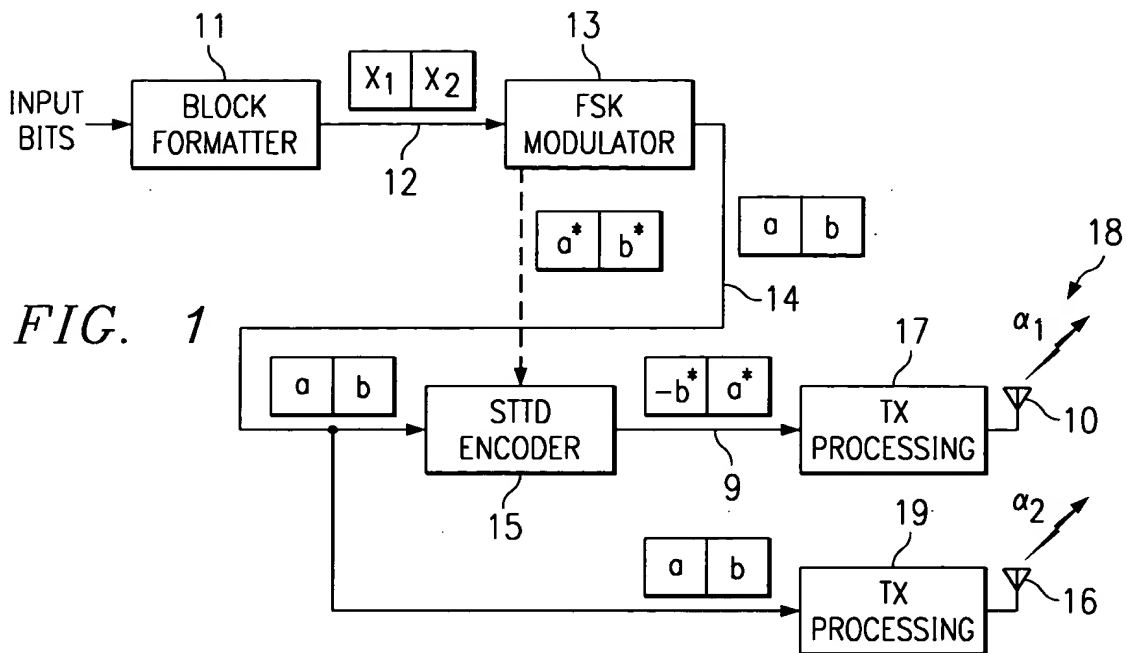 11
13
INPUT
BITS
BLOCK
FORMATTER
X1 X2
12
FSK
MODULATOR
a* b*
a b
14
18
FIG. 1
a b
STTD
ENCODER
15
-b* a*
9
17
TX
PROCESSING
α1
10
a b
19
TX
PROCESSING
α2
16